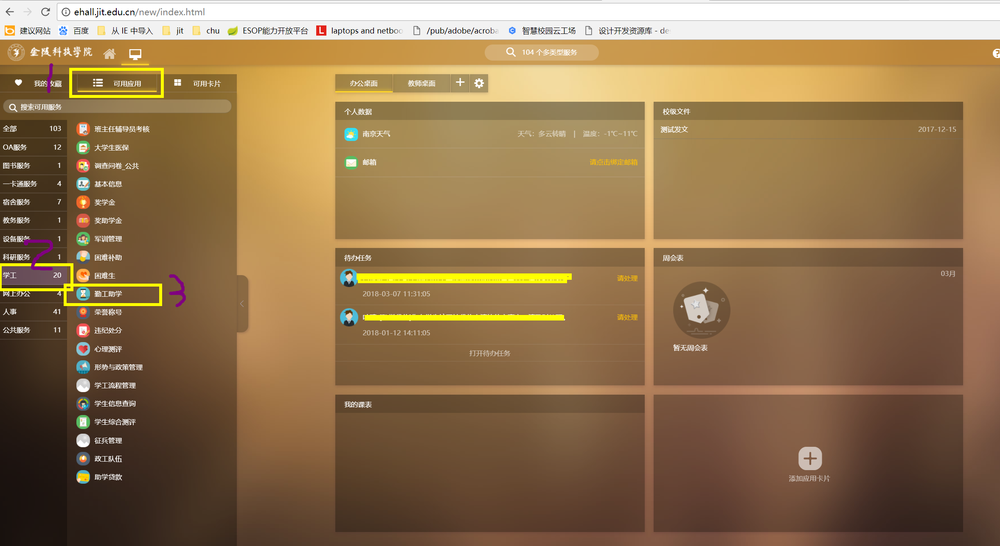 ehall.jit.edu.cn/new/index.html
建议网站 百度 从 IE 中导入 jit chu ESOP能力开放平台 laptops and netboo /pub/adobe/acroba 智慧校园云工场 设计开发资源库 - de
金陵科技学院 104 个多类型服务
1
我的收藏 可用应用 可用卡片
搜索可用服务
全部 103
OA服务 12
图书服务 1
一卡通服务 4
宿舍服务 7
教务服务 1
设备服务 1
科研服务 1
2
学工 20
网上办公 4
人事 41
公共服务 11
班主任辅导员考核
大学生医保
调查问卷_公共
基本信息
奖学金
奖助学金
军训管理
困难补助
困难生
勤工助学
3
荣誉称号
违纪处分
心理测评
形势与政策管理
学工流程管理
学生信息查询
学生综合测评
征兵管理
政工队伍
助学贷款
办公桌面 教师桌面
个人数据
南京天气 天气：多云转晴 | 温度：-1℃~11℃
邮箱 请点击绑定邮箱
校级文件
测试发文 2017-12-15
待办任务
请处理
2018-03-07 11:31:05
请处理
2018-01-12 14:11:05
打开待办任务
周会表
03月
暂无周会表
我的课表
添加应用卡片